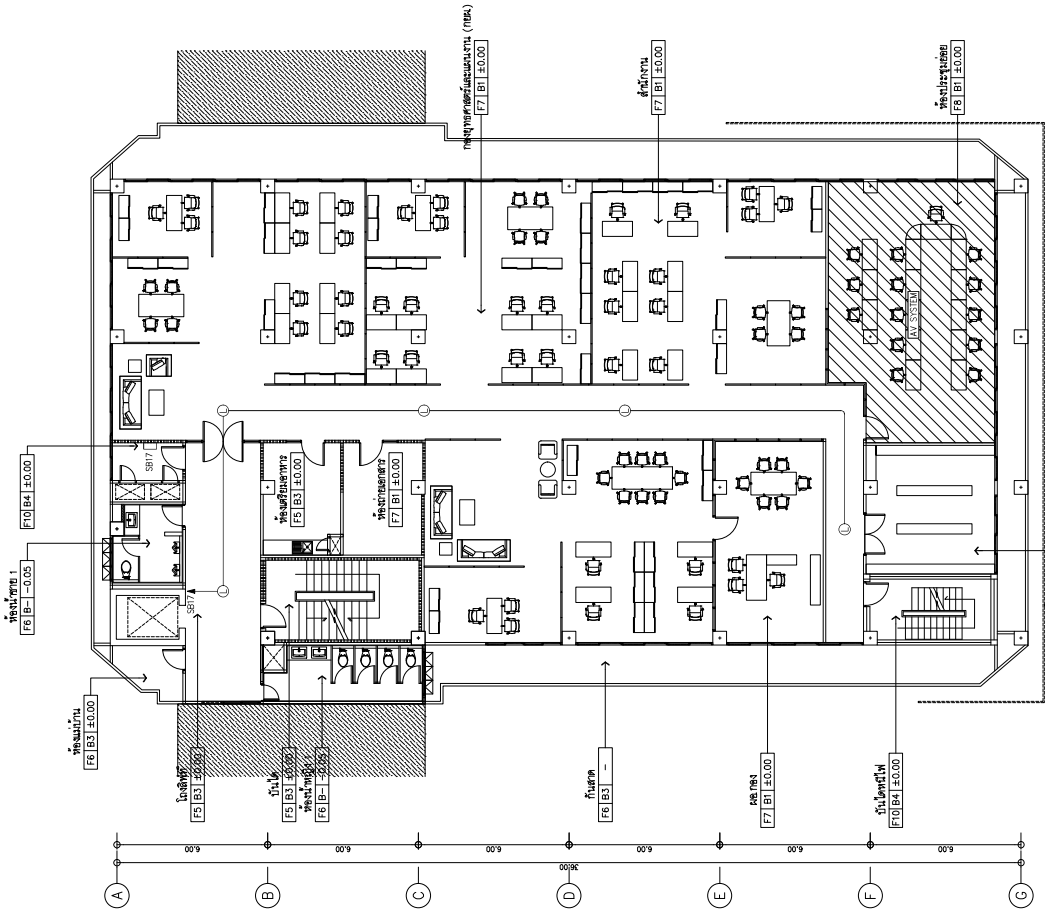 กองยุทธศาสตร์และแผนงาน (กยผ)
F7 B1 ±0.00
สำนักงาน
F7 B1 ±0.00
ห้องประชุมย่อย
F8 B1 ±0.00
F10 B4 ±0.00
ห้องน้ำชาย 1
F6 B- -0.05
ห้องแม่บ้าน
F6 B3 ±0.00
SB17
SB17
ห้องเตรียมอาหาร
F5 B3 ±0.00
ห้องถ่ายเอกสาร
F7 B1 ±0.00
AV SYSTEM
L
L
L
L
L
L
โถงลิฟต์
F5 B3 ±0.00
บันได
F5 B3 ±0.00
ห้องน้ำหญิง 1
F6 B- -0.05
กันสาด
F6 B3 -
ผอ.กอง
F7 B1 ±0.00
บันไดหนีไฟ
F10 B4 ±0.00
6.00 6.00 6.00 6.00 6.00 6.00
36.00
A B C D E F G